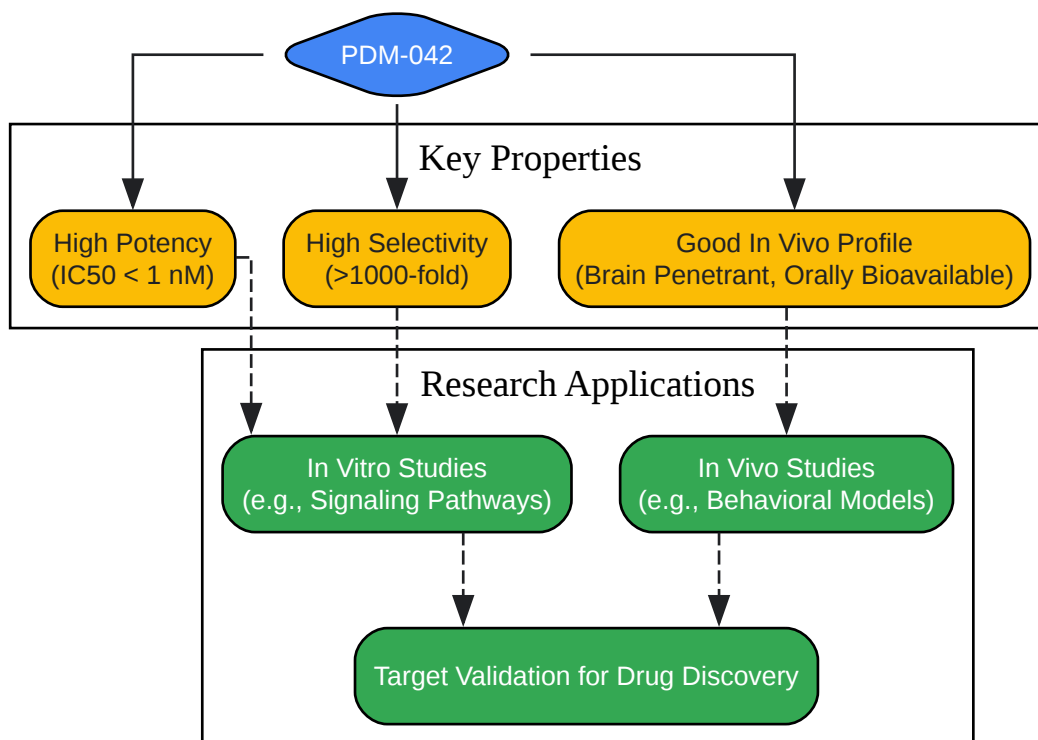 PDM-042
Key Properties
High Potency
(IC50 < 1 nM)
High Selectivity
(>1000-fold)
Good In Vivo Profile
(Brain Penetrant, Orally Bioavailable)
Research Applications
In Vitro Studies
(e.g., Signaling Pathways)
In Vivo Studies
(e.g., Behavioral Models)
Target Validation for Drug Discovery